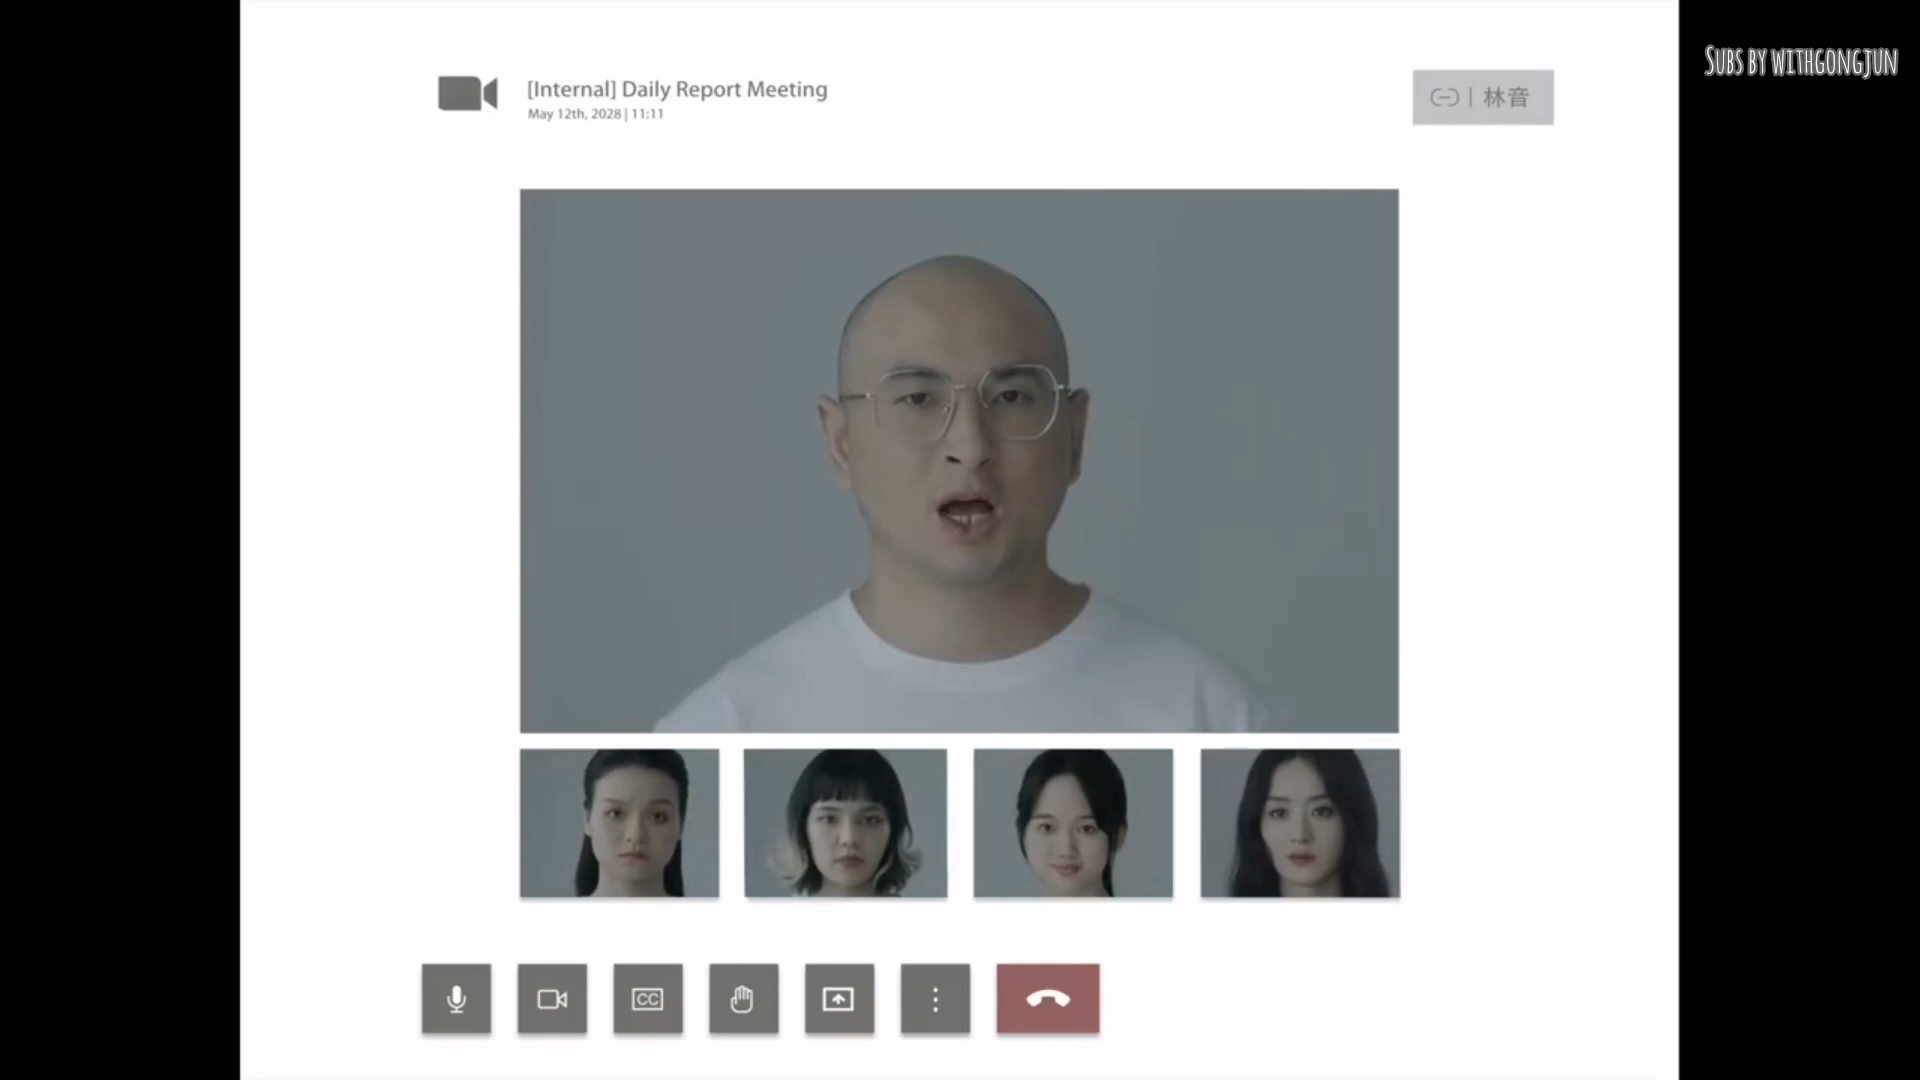 SUBS BY WITHGONGJUN
[Internal] Daily Report Meeting
May 12th, 2028 | 11:11
| 林音
CC